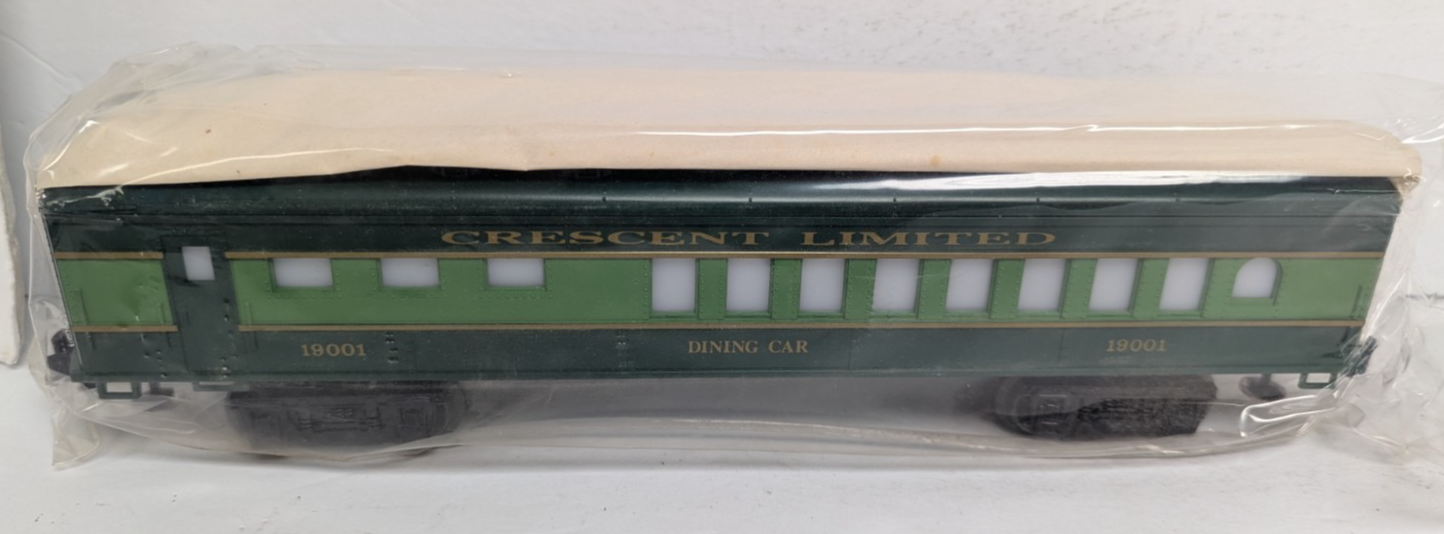 CRESCENT LIMITED
19001 DINING CAR 19001